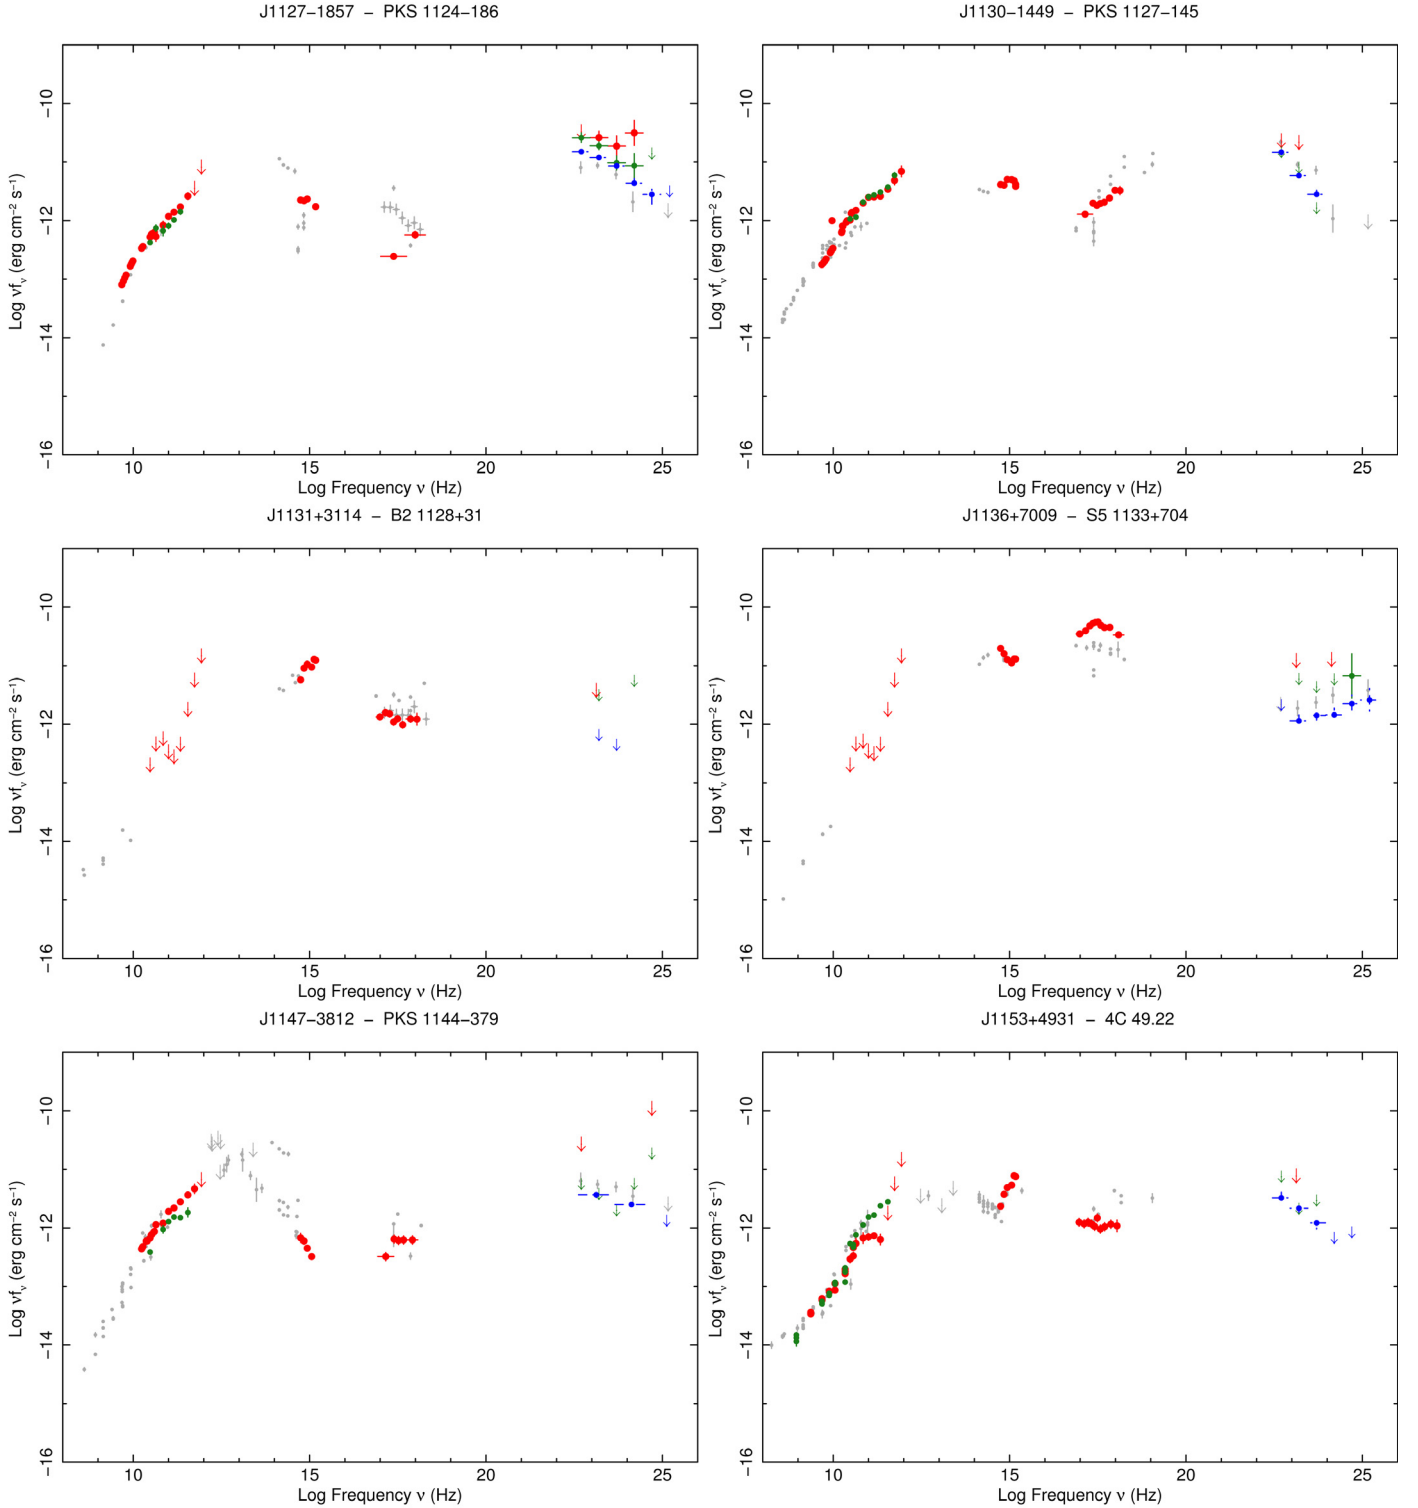 J1127−1857 − PKS 1124−186
J1130−1449 − PKS 1127−145
Log νfν (erg cm−2 s−1)
−10
−12
−14
−16
10 15 20 25
Log Frequency ν (Hz)
Log νfν (erg cm−2 s−1)
−10
−12
−14
−16
10 15 20 25
Log Frequency ν (Hz)
J1131+3114 − B2 1128+31
J1136+7009 − S5 1133+704
Log νfν (erg cm−2 s−1)
−10
−12
−14
−16
10 15 20 25
Log Frequency ν (Hz)
Log νfν (erg cm−2 s−1)
−10
−12
−14
−16
10 15 20 25
Log Frequency ν (Hz)
J1147−3812 − PKS 1144−379
J1153+4931 − 4C 49.22
Log νfν (erg cm−2 s−1)
−10
−12
−14
−16
10 15 20 25
Log Frequency ν (Hz)
Log νfν (erg cm−2 s−1)
−10
−12
−14
−16
10 15 20 25
Log Frequency ν (Hz)